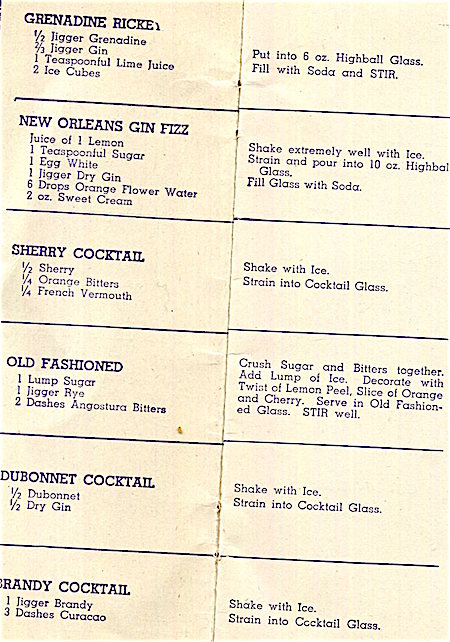 GRENADINE RICKEY
½ Jigger Grenadine
⅔ Jigger Gin
1 Teaspoonful Lime Juice
2 Ice Cubes
Put into 6 oz. Highball Glass.
Fill with Soda and STIR.
NEW ORLEANS GIN FIZZ
Juice of 1 Lemon
1 Teaspoonful Sugar
1 Egg White
1 Jigger Dry Gin
6 Drops Orange Flower Water
2 oz. Sweet Cream
Shake extremely well with Ice.
Strain and pour into 10 oz. Highbal
Glass.
Fill Glass with Soda.
SHERRY COCKTAIL
½ Sherry
¼ Orange Bitters
¼ French Vermouth
Shake with Ice.
Strain into Cocktail Glass.
OLD FASHIONED
1 Lump Sugar
1 Jigger Rye
2 Dashes Angostura Bitters
Crush Sugar and Bitters together.
Add Lump of Ice. Decorate with
Twist of Lemon Peel, Slice of Orange
and Cherry. Serve in Old Fashion-
ed Glass. STIR well.
DUBONNET COCKTAIL
½ Dubonnet
½ Dry Gin
Shake with Ice.
Strain into Cocktail Glass.
BRANDY COCKTAIL
1 Jigger Brandy
3 Dashes Curacao
Shake with Ice.
Strain into Cocktail Glass.